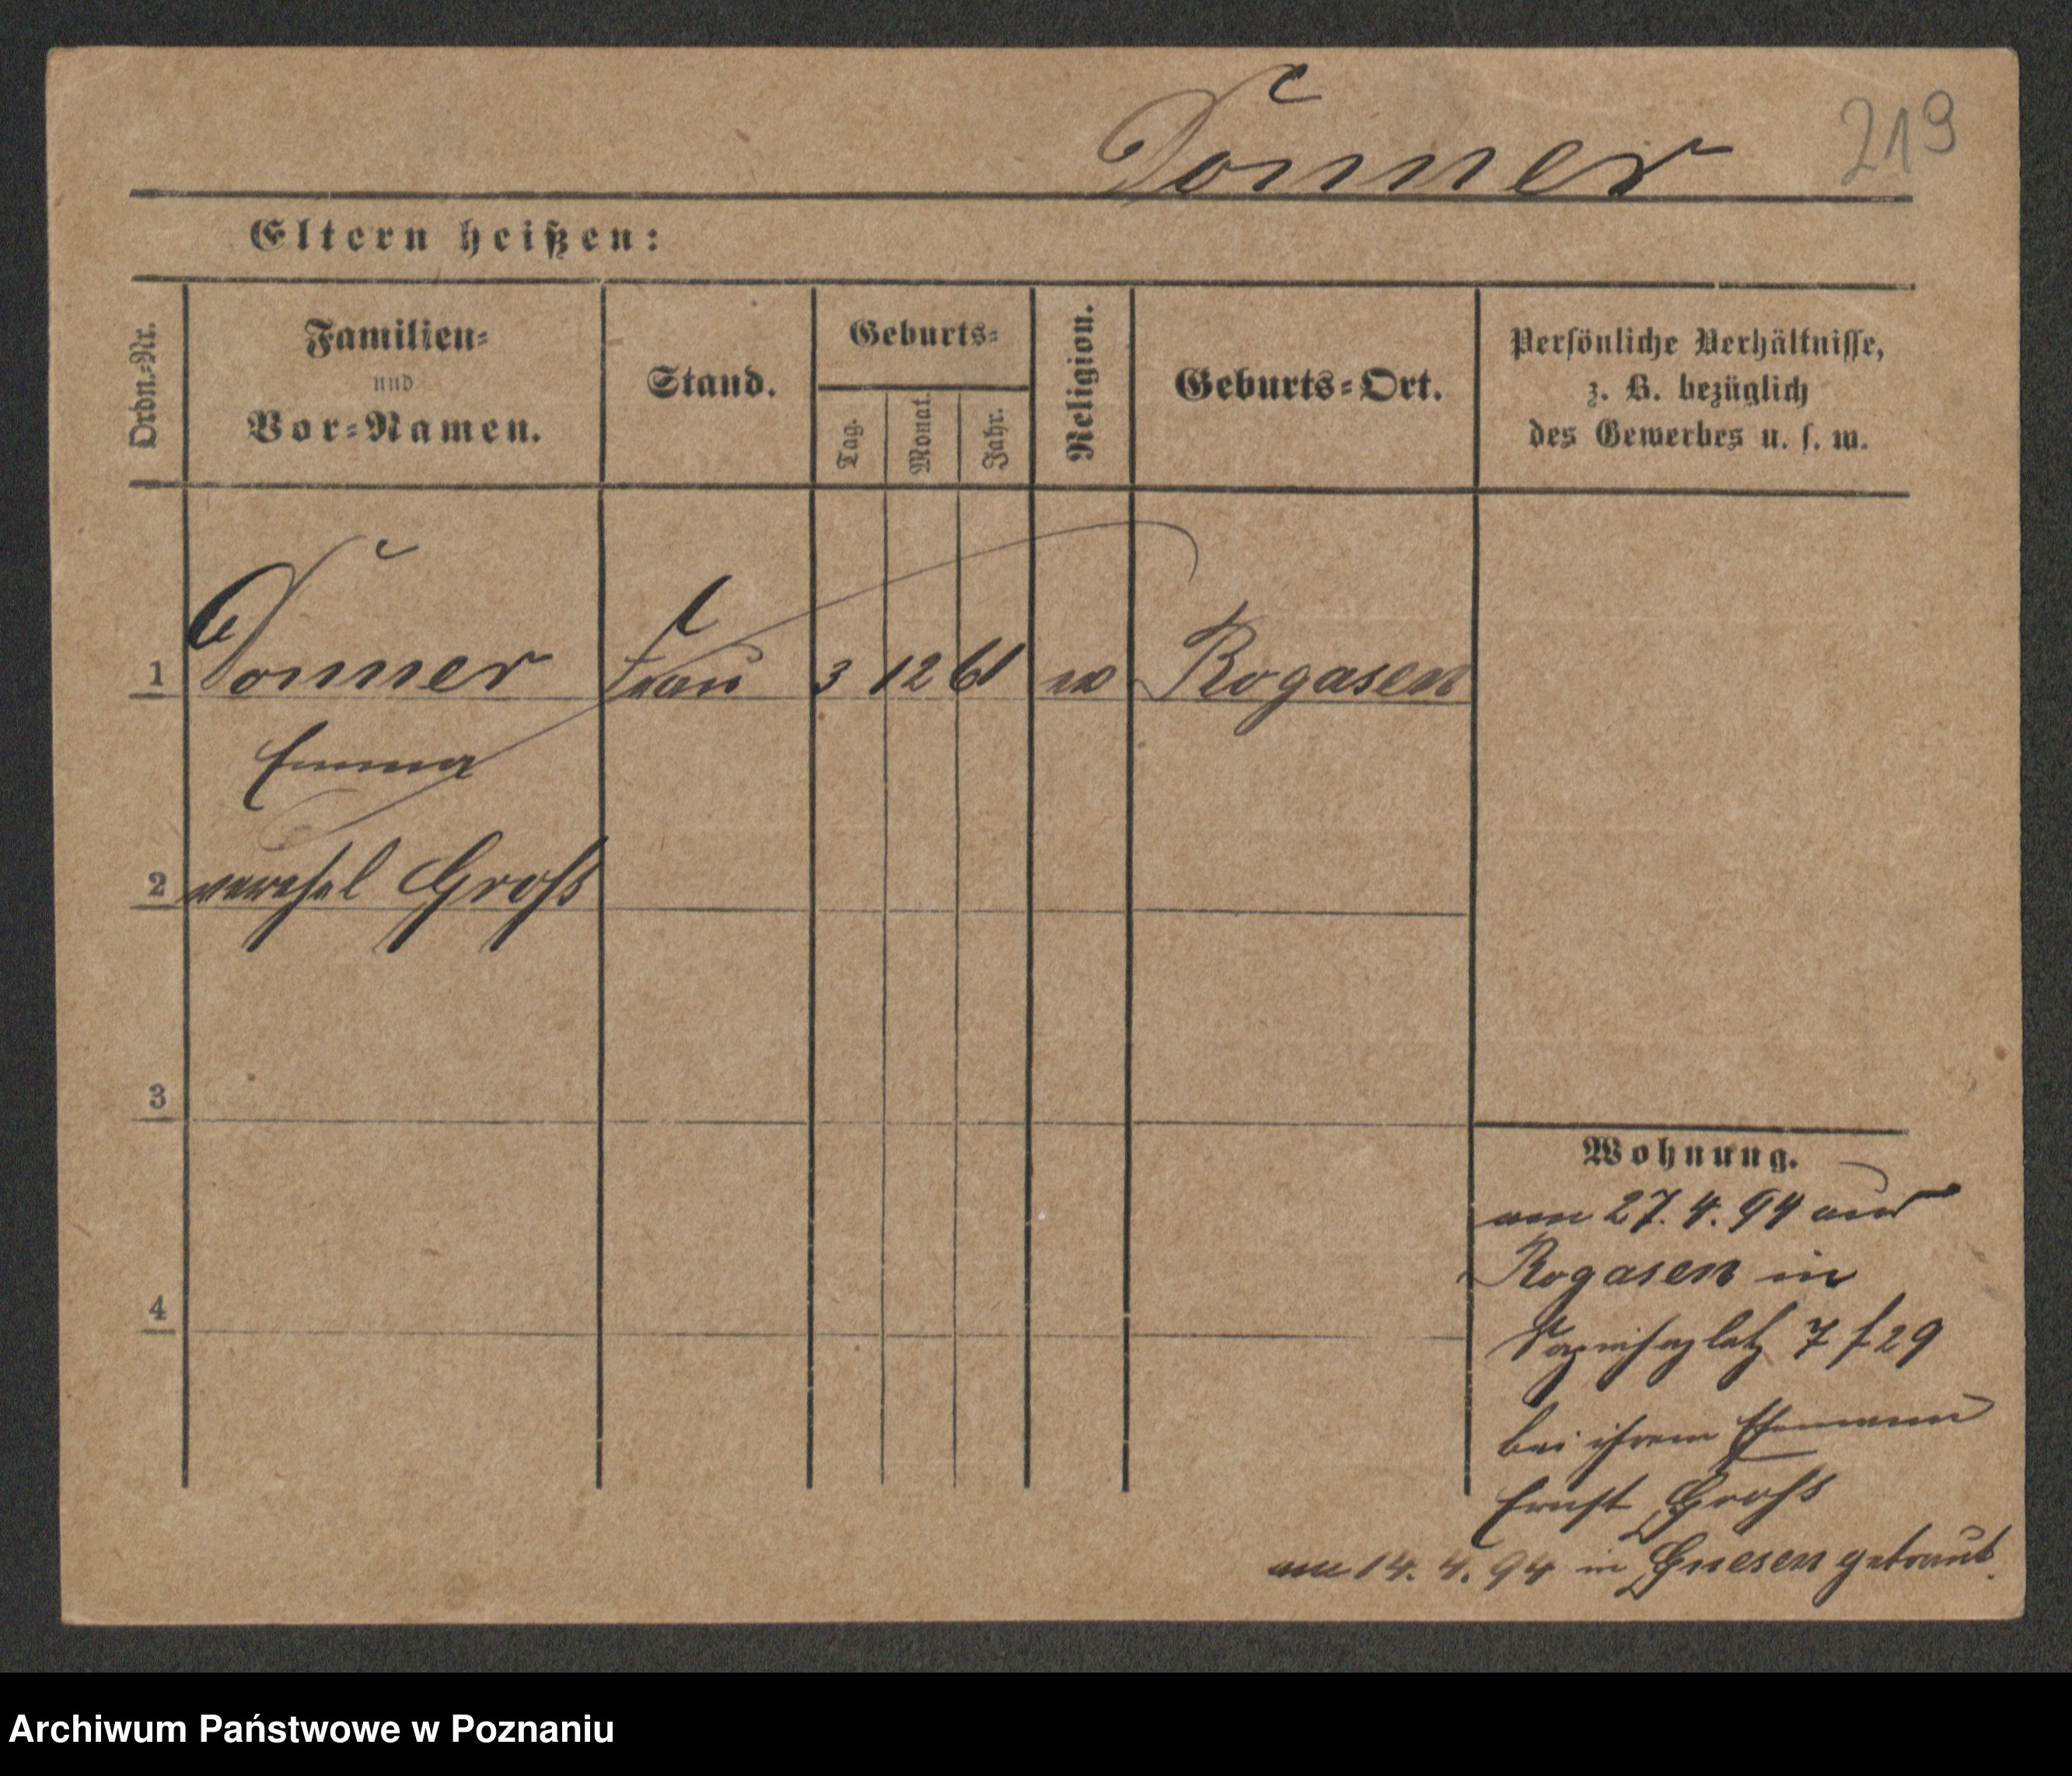 Donner
219
Eltern heißen:
Ordn.-Nr.
Familien-
und
Vor-Namen.
Stand.
Geburts-
Tag.
Monat.
Jahr.
Religion.
Geburts-Ort.
Persönliche Verhältnisse,
z. B. bezüglich
des Gewerbes u. s. w.
1 Donner Frau 3 12 61 Rogasen
Emma
2 verehel Groß
3
4
Wohnung.
am 27. 4. 94 aus
Rogasen in
Sapiehaplatz 7 f 29
bei ihrem Ehemann
Ernst Groß
am 14. 4. 94 in Gnesen getraut.
Archiwum Państwowe w Poznaniu